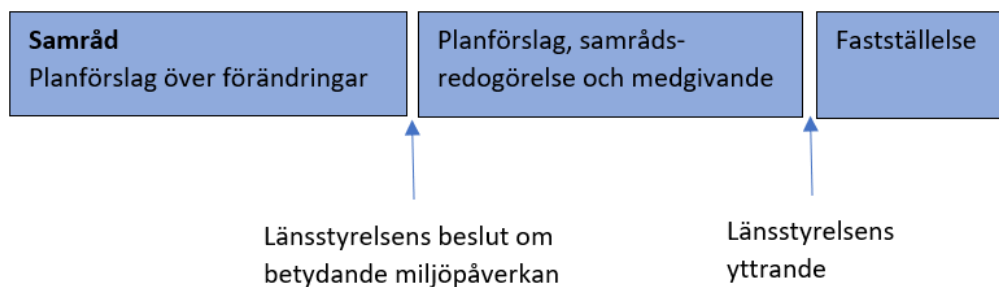 Samråd
Planförslag över förändringar
Planförslag, samråds-
redogörelse och medgivande
Fastställelse
Länsstyrelsens beslut om
betydande miljöpåverkan
Länsstyrelsens
yttrande